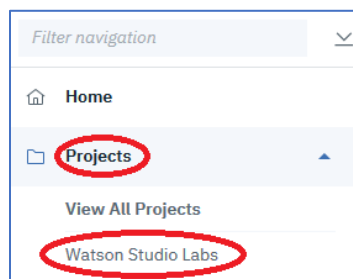 Filter navigation
Home
Projects
View All Projects
Watson Studio Labs